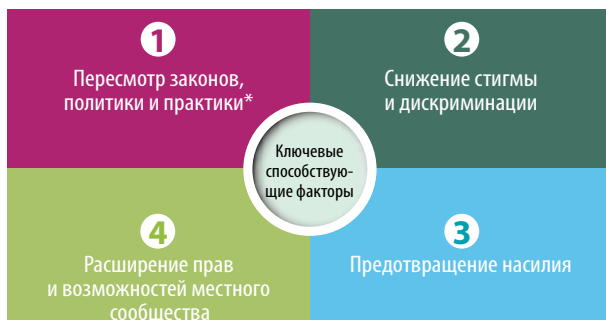 1
Пересмотр законов,
политики и практики*
2
Снижение стигмы
и дискриминации
Ключевые
способствую-
щие факторы
4
Расширение прав
и возможностей местного
сообщества
3
Предотвращение насилия